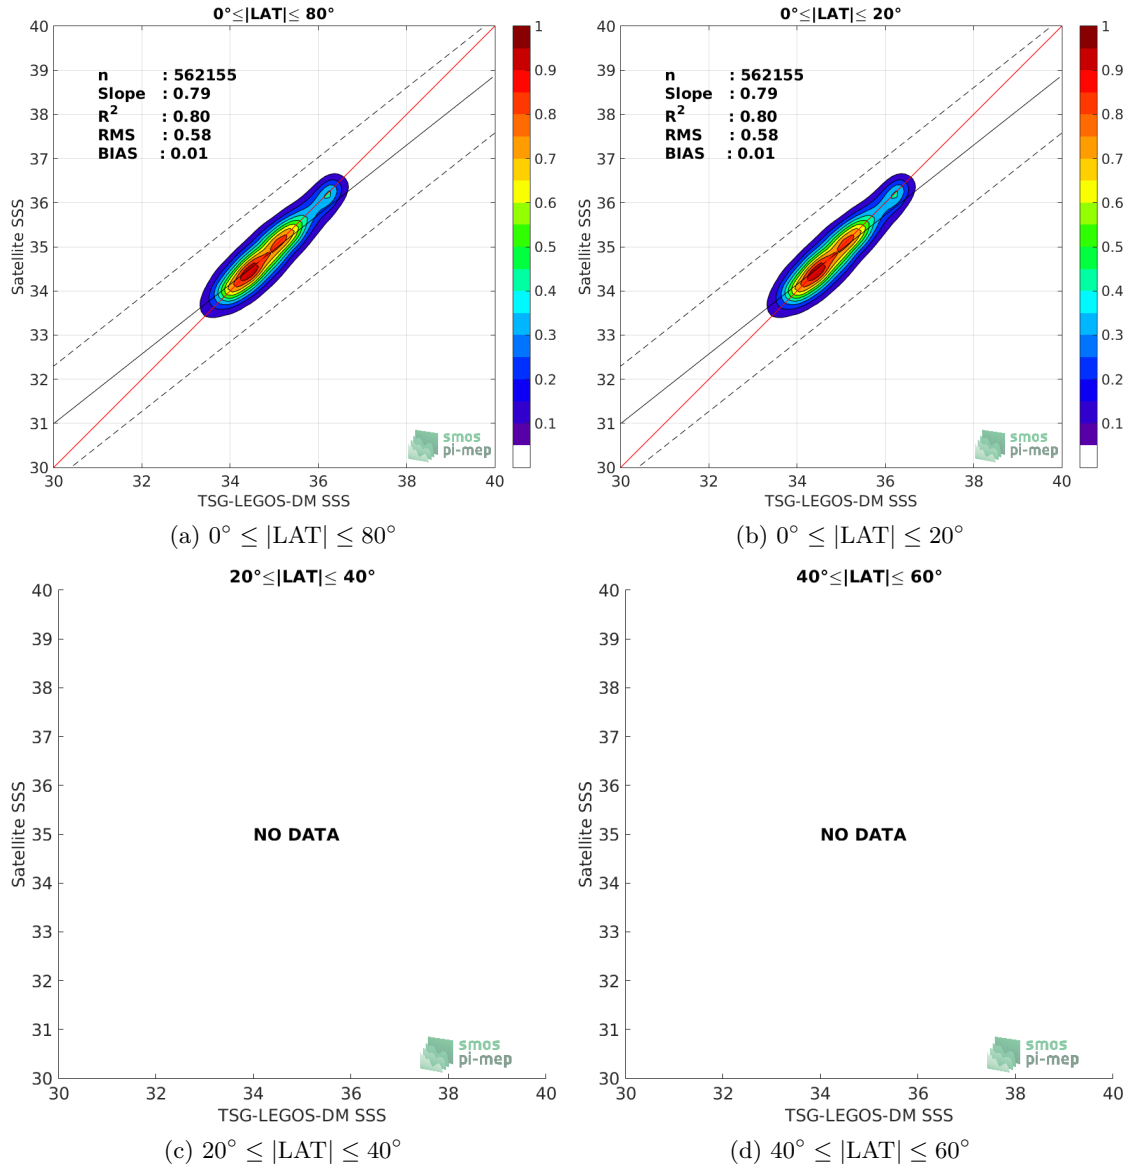 0°≤|LAT|≤ 80°
40
39
38
37
36
35
34
33
32
31
30
Satellite SSS
n : 562155
Slope : 0.79
R² : 0.80
RMS : 0.58
BIAS : 0.01
smos
pi-mep
30 32 34 36 38 40
TSG-LEGOS-DM SSS
1
0.9
0.8
0.7
0.6
0.5
0.4
0.3
0.2
0.1
(a) 0° ≤ |LAT| ≤ 80°
0°≤|LAT|≤ 20°
40
39
38
37
36
35
34
33
32
31
30
Satellite SSS
n : 562155
Slope : 0.79
R² : 0.80
RMS : 0.58
BIAS : 0.01
smos
pi-mep
30 32 34 36 38 40
TSG-LEGOS-DM SSS
1
0.9
0.8
0.7
0.6
0.5
0.4
0.3
0.2
0.1
(b) 0° ≤ |LAT| ≤ 20°
20°≤|LAT|≤ 40°
40
39
38
37
36
35
34
33
32
31
30
Satellite SSS
NO DATA
smos
pi-mep
30 32 34 36 38 40
TSG-LEGOS-DM SSS
(c) 20° ≤ |LAT| ≤ 40°
40°≤|LAT|≤ 60°
40
39
38
37
36
35
34
33
32
31
30
Satellite SSS
NO DATA
smos
pi-mep
30 32 34 36 38 40
TSG-LEGOS-DM SSS
(d) 40° ≤ |LAT| ≤ 60°